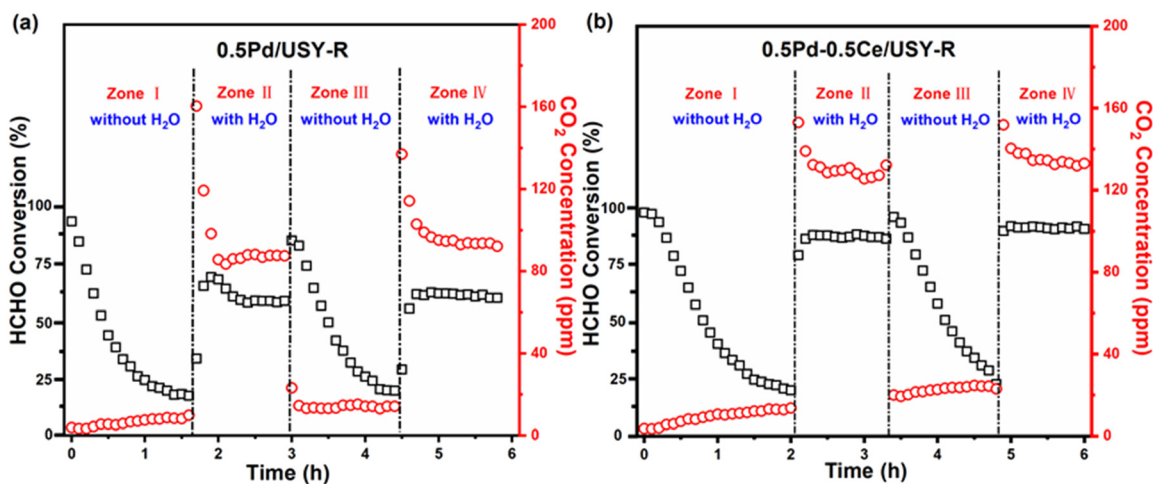 (a)
0.5Pd/USY-R
Zone I
without H₂O
Zone II
with H₂O
Zone III
without H₂O
Zone IV
with H₂O
HCHO Conversion (%)
100
75
50
25
0
CO₂ Concentration (ppm)
200
160
120
80
40
0
0 1 2 3 4 5 6
Time (h)
(b)
0.5Pd-0.5Ce/USY-R
Zone I
without H₂O
Zone II
with H₂O
Zone III
without H₂O
Zone IV
with H₂O
HCHO Conversion (%)
100
75
50
25
0
CO₂ Concentration (ppm)
200
160
120
80
40
0
0 1 2 3 4 5 6
Time (h)